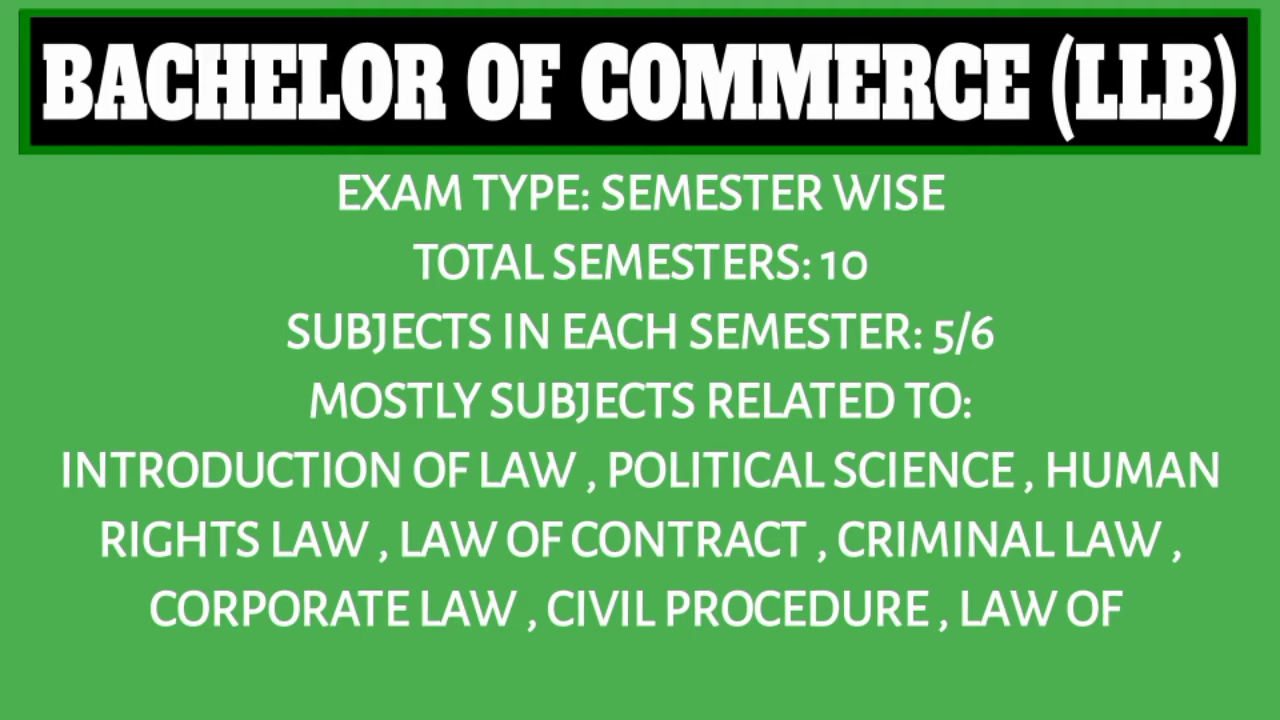 BACHELOR OF COMMERCE (LLB)
EXAM TYPE: SEMESTER WISE
TOTAL SEMESTERS: 10
SUBJECTS IN EACH SEMESTER: 5/6
MOSTLY SUBJECTS RELATED TO:
INTRODUCTION OF LAW , POLITICAL SCIENCE , HUMAN
RIGHTS LAW , LAW OF CONTRACT , CRIMINAL LAW ,
CORPORATE LAW , CIVIL PROCEDURE , LAW OF